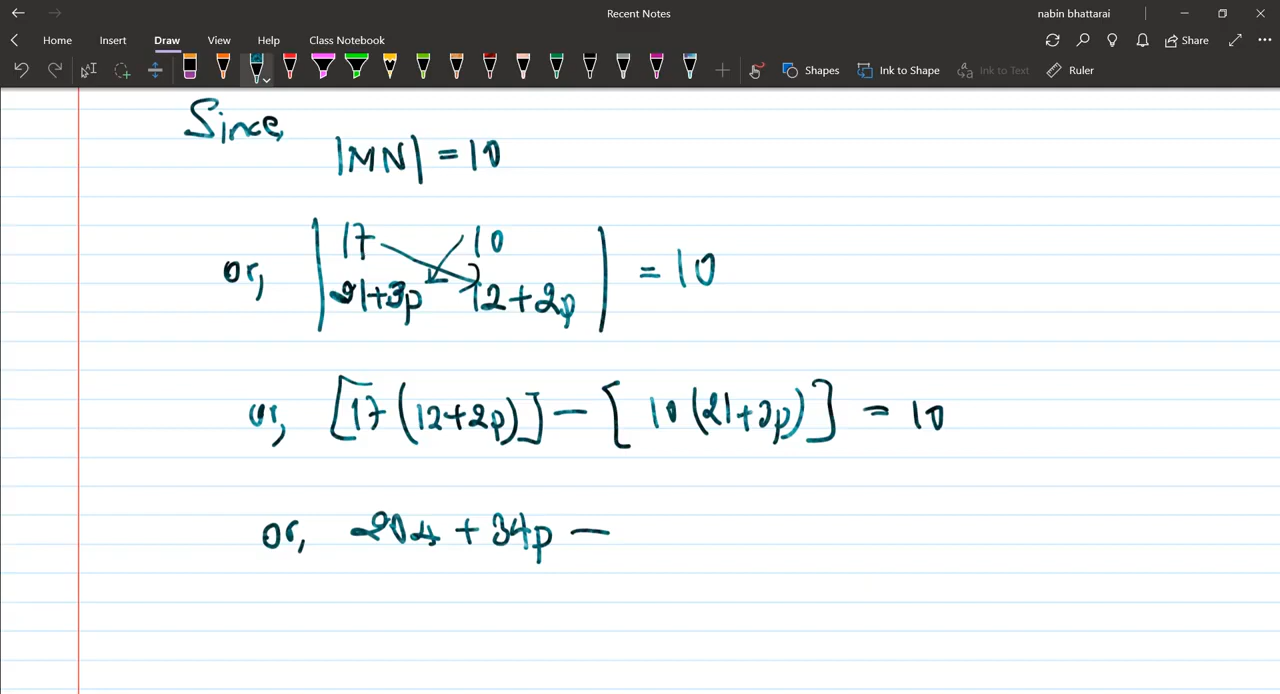 Recent Notes
nabin bhattarai
Home Insert Draw View Help Class Notebook
Share
Shapes Ink to Shape Ink to Text Ruler
Since,
|MN| = 10
or, | 17 10 |
| 21+3p 12+2p | = 10
or, [17(12+2p)] − [10(21+3p)] = 10
or, 204 + 34p −